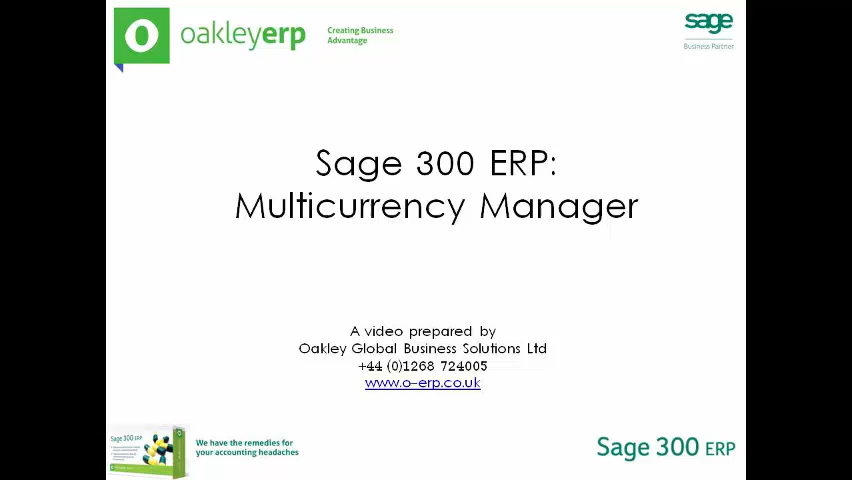 O oakleyerp
Creating Business
Advantage
sage
Business Partner
Sage 300 ERP:
Multicurrency Manager
A video prepared by
Oakley Global Business Solutions Ltd
+44 (0)1268 724005
www.o-erp.co.uk
Sage 300 ERP
We have the remedies for
your accounting headaches
Sage 300 ERP